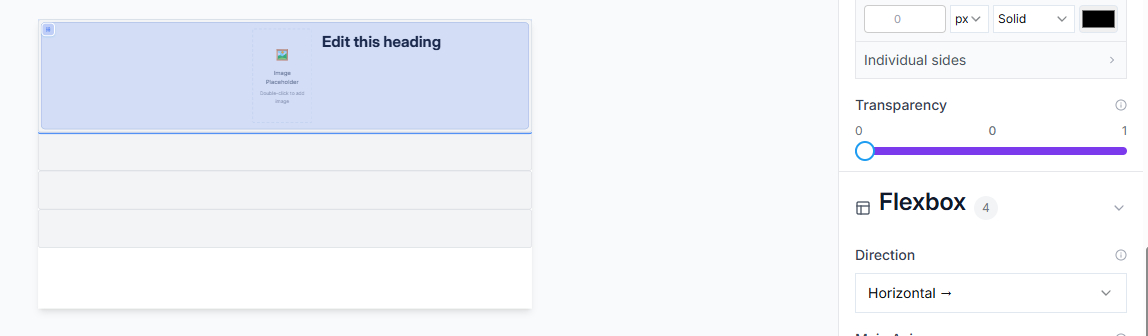 Edit this heading
Image
Placeholder
Double-click to add
image
0
px
Solid
Individual sides
Transparency
0
0
1
Flexbox
4
Direction
Horizontal →